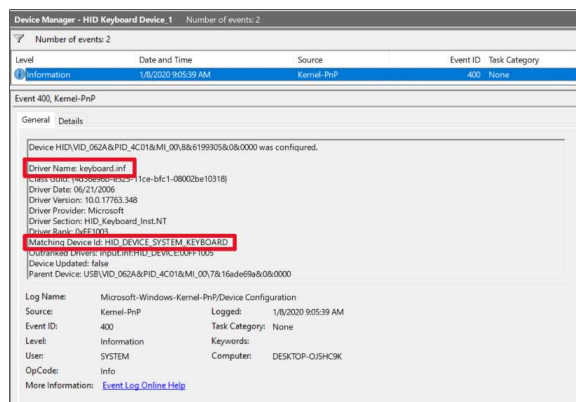 Device Manager - HID Keyboard Device_1 Number of events: 2
Number of events: 2
Level Date and Time Source Event ID Task Category
Information 1/8/2020 9:05:39 AM Kernel-PnP 400 None
Event 400, Kernel-PnP
General Details
Device HID\VID_062A&PID_4C01&MI_00\8&6199305&0&0000 was configured.
Driver Name: keyboard.inf
Class Guid: {4d36e96b-e325-11ce-bfc1-08002be10318}
Driver Date: 06/21/2006
Driver Version: 10.0.17763.348
Driver Provider: Microsoft
Driver Section: HID_Keyboard_Inst.NT
Driver Rank: 0xFF1003
Matching Device Id: HID_DEVICE_SYSTEM_KEYBOARD
Outranked Drivers: input.inf:HID_DEVICE:00FF1005
Device Updated: false
Parent Device: USB\VID_062A&PID_4C01&MI_00\7&16ade69a&0&0000
Log Name: Microsoft-Windows-Kernel-PnP/Device Configuration
Source: Kernel-PnP Logged: 1/8/2020 9:05:39 AM
Event ID: 400 Task Category: None
Level: Information Keywords:
User: SYSTEM Computer: DESKTOP-OJ5HC9K
OpCode: Info
More Information: Event Log Online Help